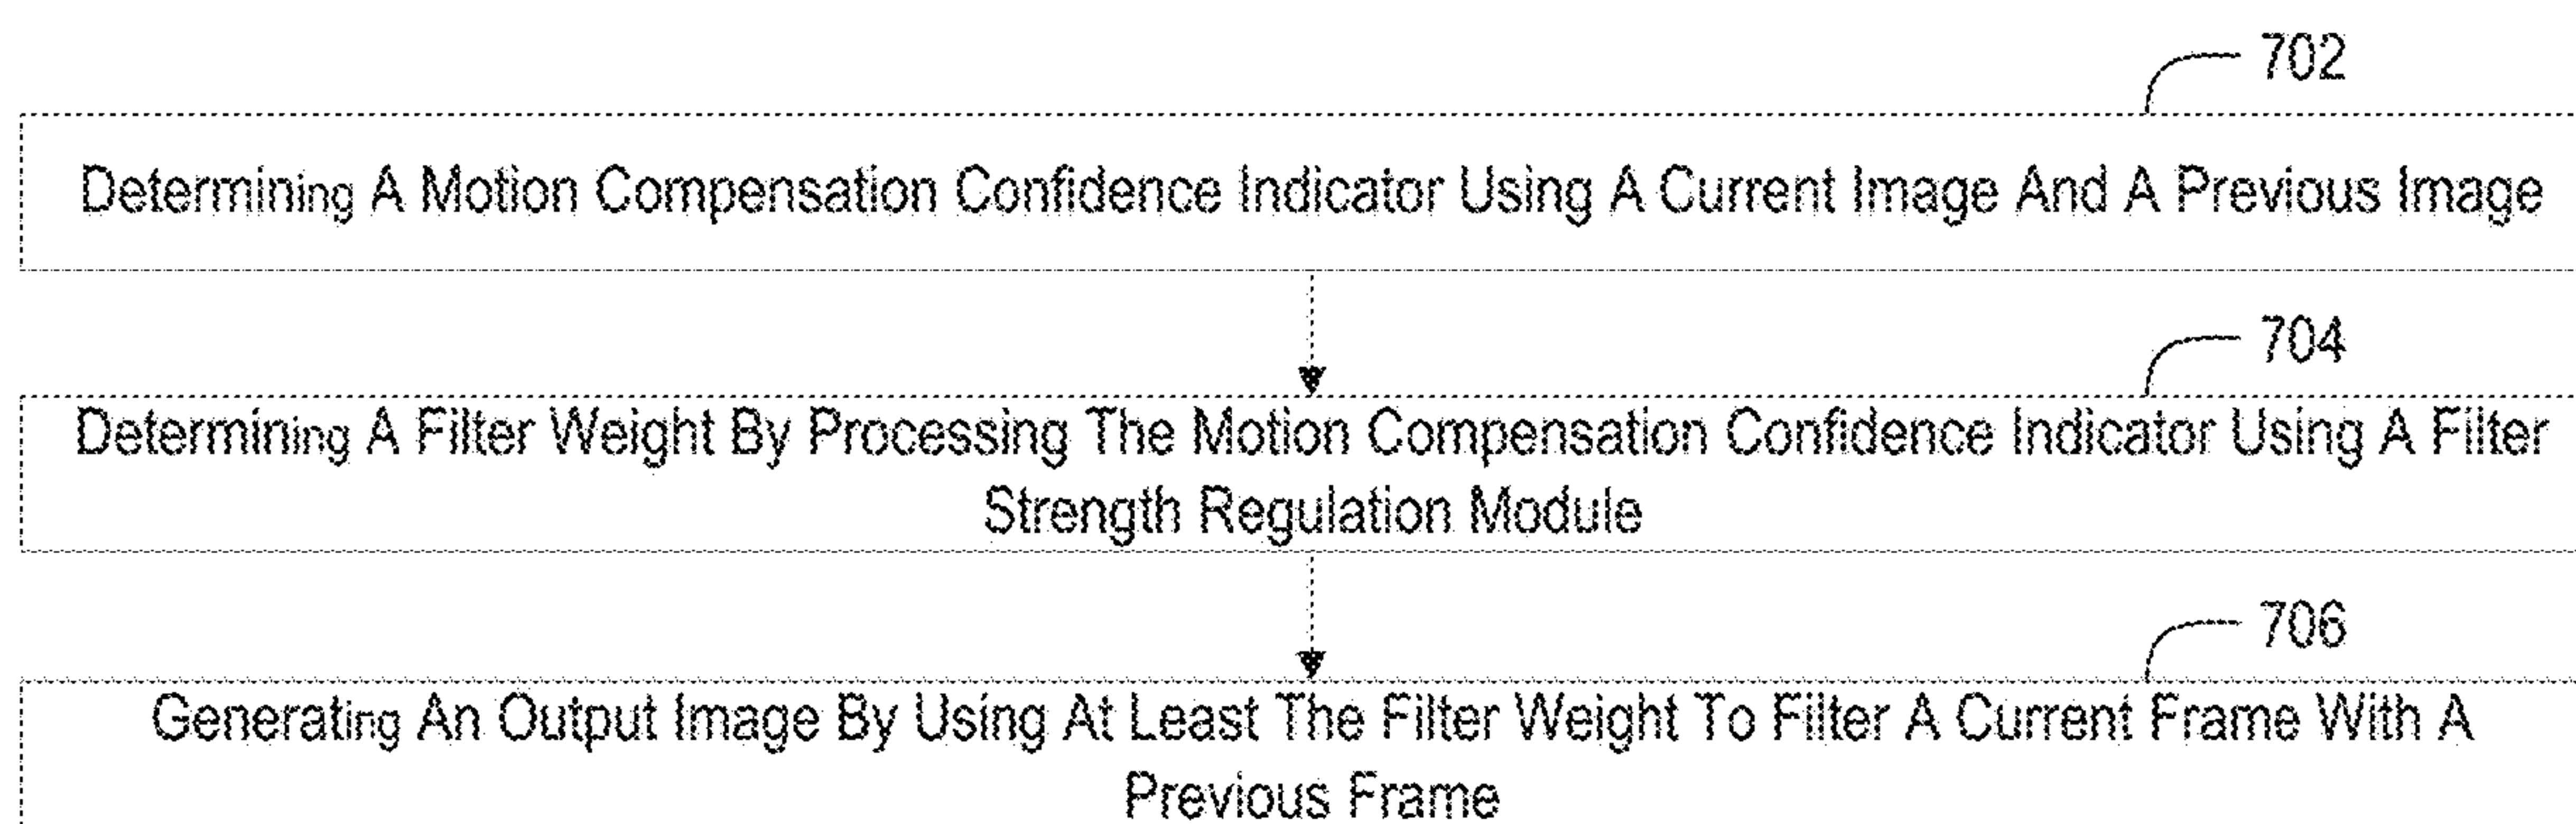 702
Determining A Motion Compensation Confidence Indicator Using A Current Image And A Previous Image
704
Determining A Filter Weight By Processing The Motion Compensation Confidence Indicator Using A Filter
Strength Regulation Module
706
Generating An Output Image By Using At Least The Filter Weight To Filter A Current Frame With A
Previous Frame